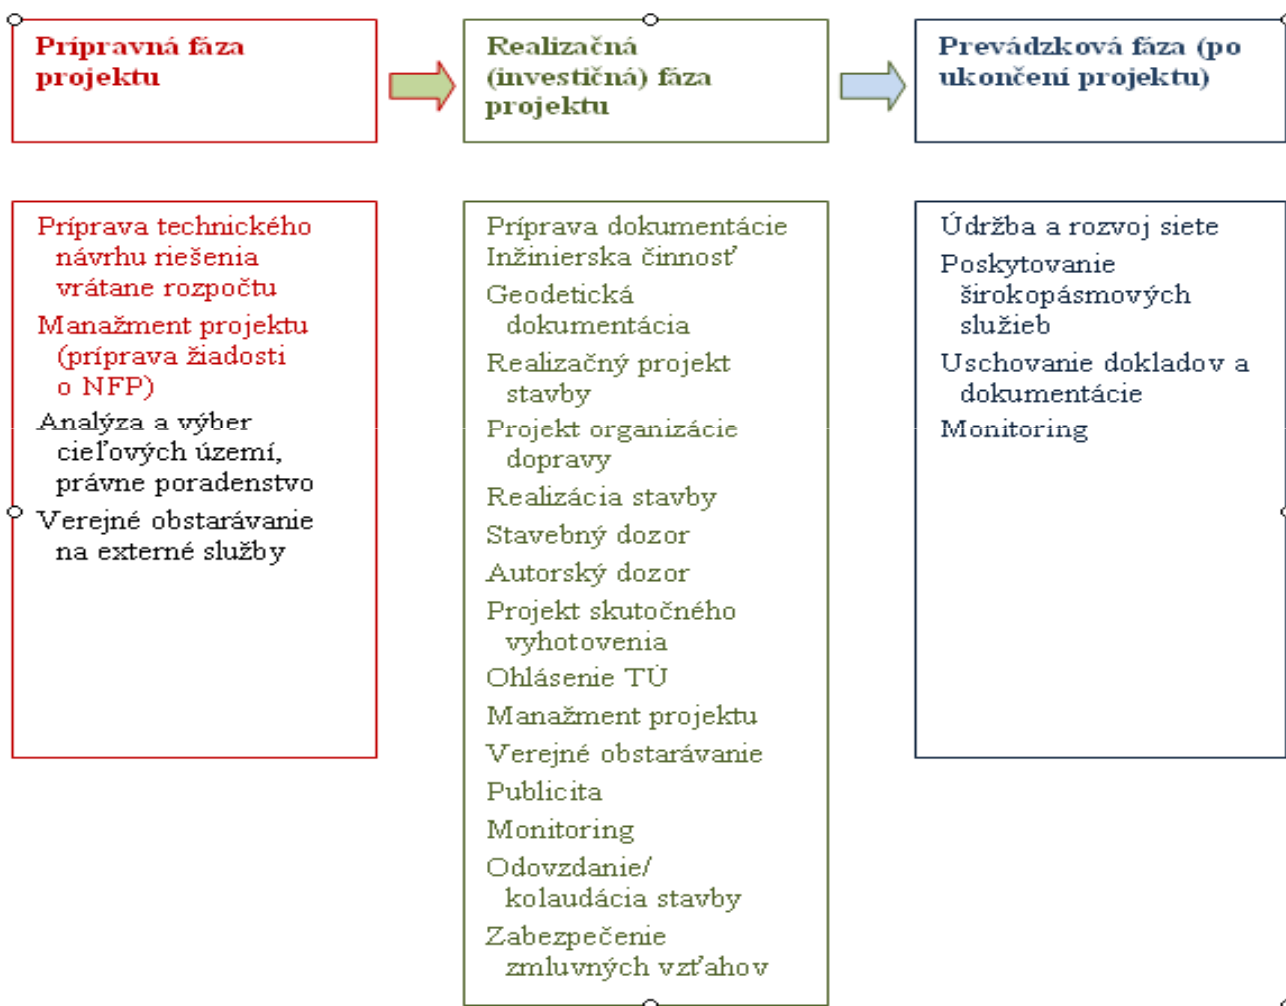 Prípravná fáza
projektu
Realizačná
(investičná) fáza
projektu
Prevádzková fáza (po
ukončení projektu)
Príprava technického
návrhu riešenia
vrátane rozpočtu
Manažment projektu
(príprava žiadosti
o NFP)
Analýza a výber
cieľových území,
právne poradenstvo
Verejné obstarávanie
na externé služby
Príprava dokumentácie
Inžinierska činnosť
Geodetická
dokumentácia
Realizačný projekt
stavby
Projekt organizácie
dopravy
Realizácia stavby
Stavebný dozor
Autorský dozor
Projekt skutočného
vyhotovenia
Ohlásenie TÚ
Manažment projektu
Verejné obstarávanie
Publicita
Monitoring
Odovzdanie/
kolaudácia stavby
Zabezpečenie
zmluvných vzťahov
Údržba a rozvoj siete
Poskytovanie
širokopásmových
služieb
Uschovanie dokladov a
dokumentácie
Monitoring